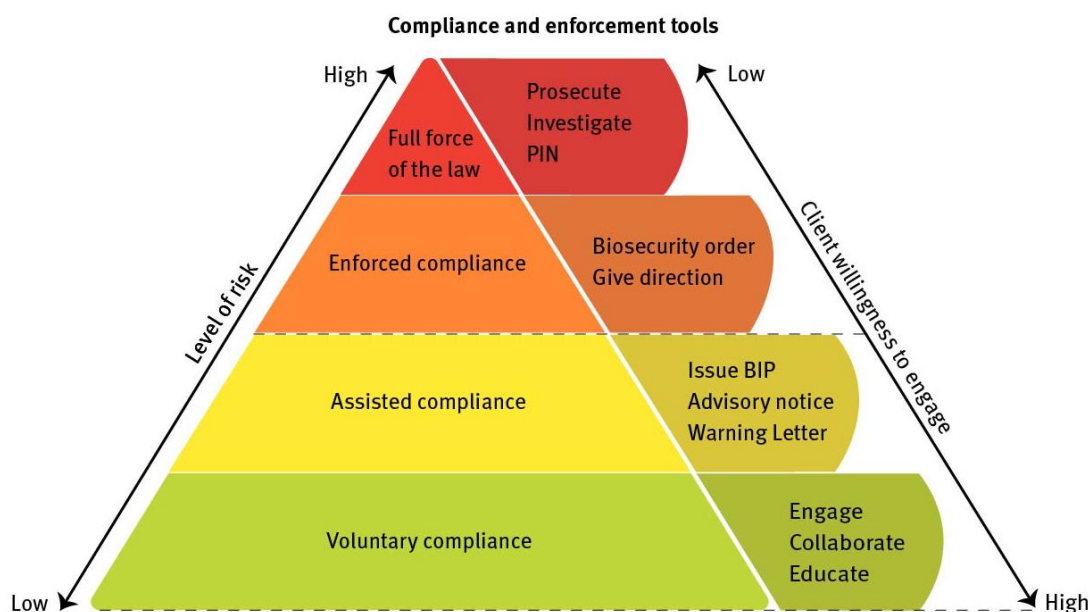 Compliance and enforcement tools
High
Low
Prosecute
Investigate
PIN
Full force
of the law
Biosecurity order
Give direction
Enforced compliance
Level of risk
Client willingness to engage
Issue BIP
Advisory notice
Warning Letter
Assisted compliance
Engage
Collaborate
Educate
Voluntary compliance
Low
High